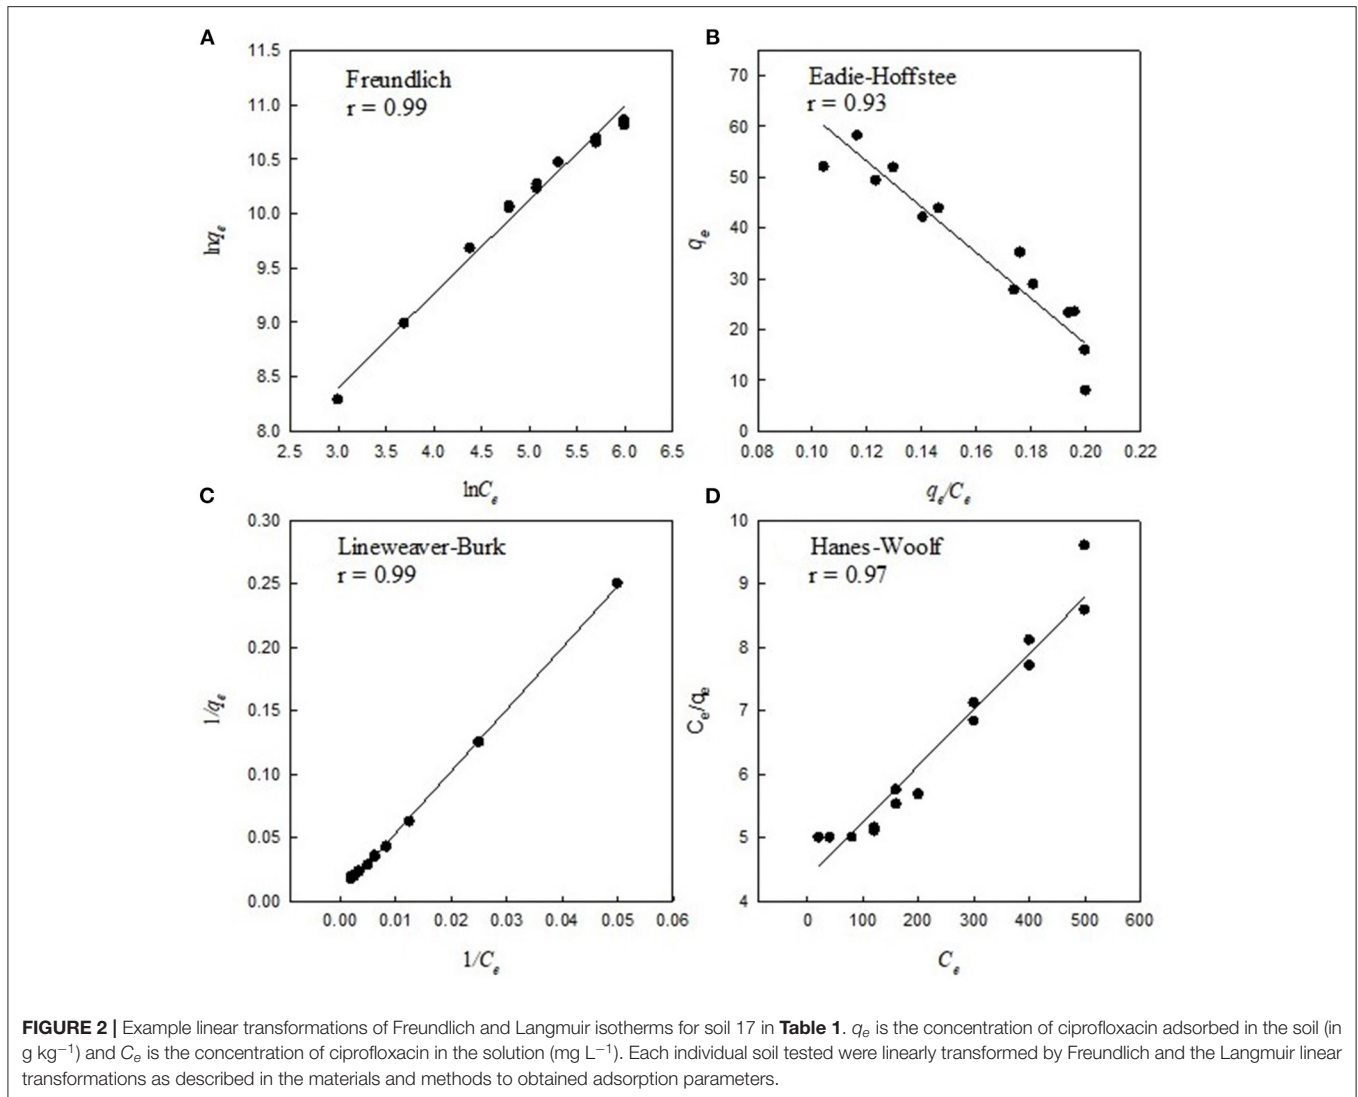 A
11.5
11.0
10.5
10.0
9.5
9.0
8.5
8.0
lnqe
Freundlich
r = 0.99
2.5 3.0 3.5 4.0 4.5 5.0 5.5 6.0 6.5
lnCe
B
70
60
50
40
30
20
10
0
qe
Eadie-Hoffstee
r = 0.93
0.08 0.10 0.12 0.14 0.16 0.18 0.20 0.22
qe/Ce
C
0.30
0.25
0.20
0.15
0.10
0.05
0.00
1/qe
Lineweaver-Burk
r = 0.99
0.00 0.01 0.02 0.03 0.04 0.05 0.06
1/Ce
D
10
9
8
7
6
5
4
Ce/qe
Hanes-Woolf
r = 0.97
0 100 200 300 400 500 600
Ce
FIGURE 2 | Example linear transformations of Freundlich and Langmuir isotherms for soil 17 in Table 1. qe is the concentration of ciprofloxacin adsorbed in the soil (in
g kg−1) and Ce is the concentration of ciprofloxacin in the solution (mg L−1). Each individual soil tested were linearly transformed by Freundlich and the Langmuir linear
transformations as described in the materials and methods to obtained adsorption parameters.